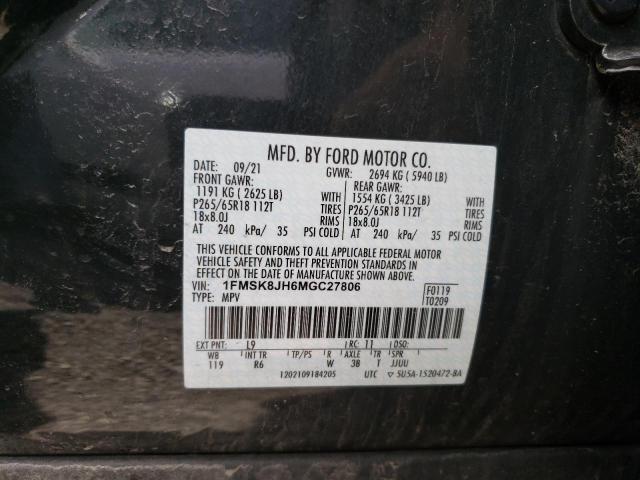 MFD. BY FORD MOTOR CO.
DATE: 09/21 GVWR: 2694 KG ( 5940 LB)
FRONT GAWR: REAR GAWR:
1191 KG ( 2625 LB) WITH 1554 KG ( 3425 LB) WITH
P265/65R18 112T TIRES P265/65R18 112T TIRES
18x8.0J RIMS 18x8.0J RIMS
AT 240 kPa/ 35 PSI COLD AT 240 kPa/ 35 PSI COLD
THIS VEHICLE CONFORMS TO ALL APPLICABLE FEDERAL MOTOR
VEHICLE SAFETY AND THEFT PREVENTION STANDARDS IN
EFFECT ON THE DATE OF MANUFACTURE SHOWN ABOVE.
VIN: 1FMSK8JH6MGC27806 F0119
TYPE: MPV T0209
EXT PNT: L9 RC: 11 DSO:
WB INT TR TP/PS R AXLE TR SPR
119 R6 W 3B T JJUU
1202109184205 UTC 5U5A-1520472-BA